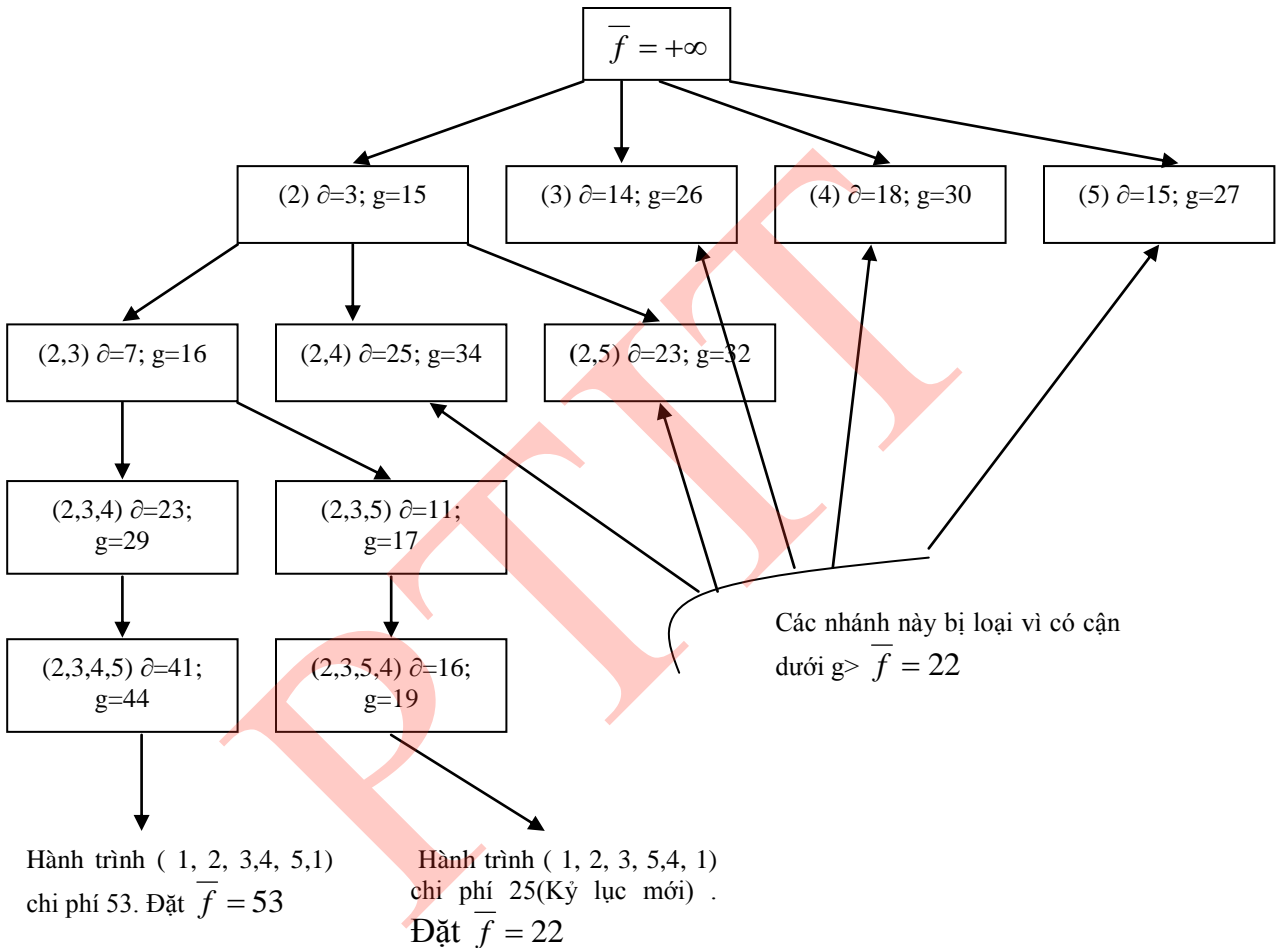 f̅ = +∞
(2) ∂=3; g=15
(3) ∂=14; g=26
(4) ∂=18; g=30
(5) ∂=15; g=27
(2,3) ∂=7; g=16
(2,4) ∂=25; g=34
(2,5) ∂=23; g=32
(2,3,4) ∂=23;
g=29
(2,3,5) ∂=11;
g=17
Các nhánh này bị loại vì có cận
dưới g> f̅ = 22
(2,3,4,5) ∂=41;
g=44
(2,3,5,4) ∂=16;
g=19
Hành trình ( 1, 2, 3,4, 5,1)
chi phí 53. Đặt f̅ = 53
Hành trình ( 1, 2, 3, 5,4, 1)
chi phí 25(Kỷ lục mới) .
Đặt f̅ = 22
PTIT